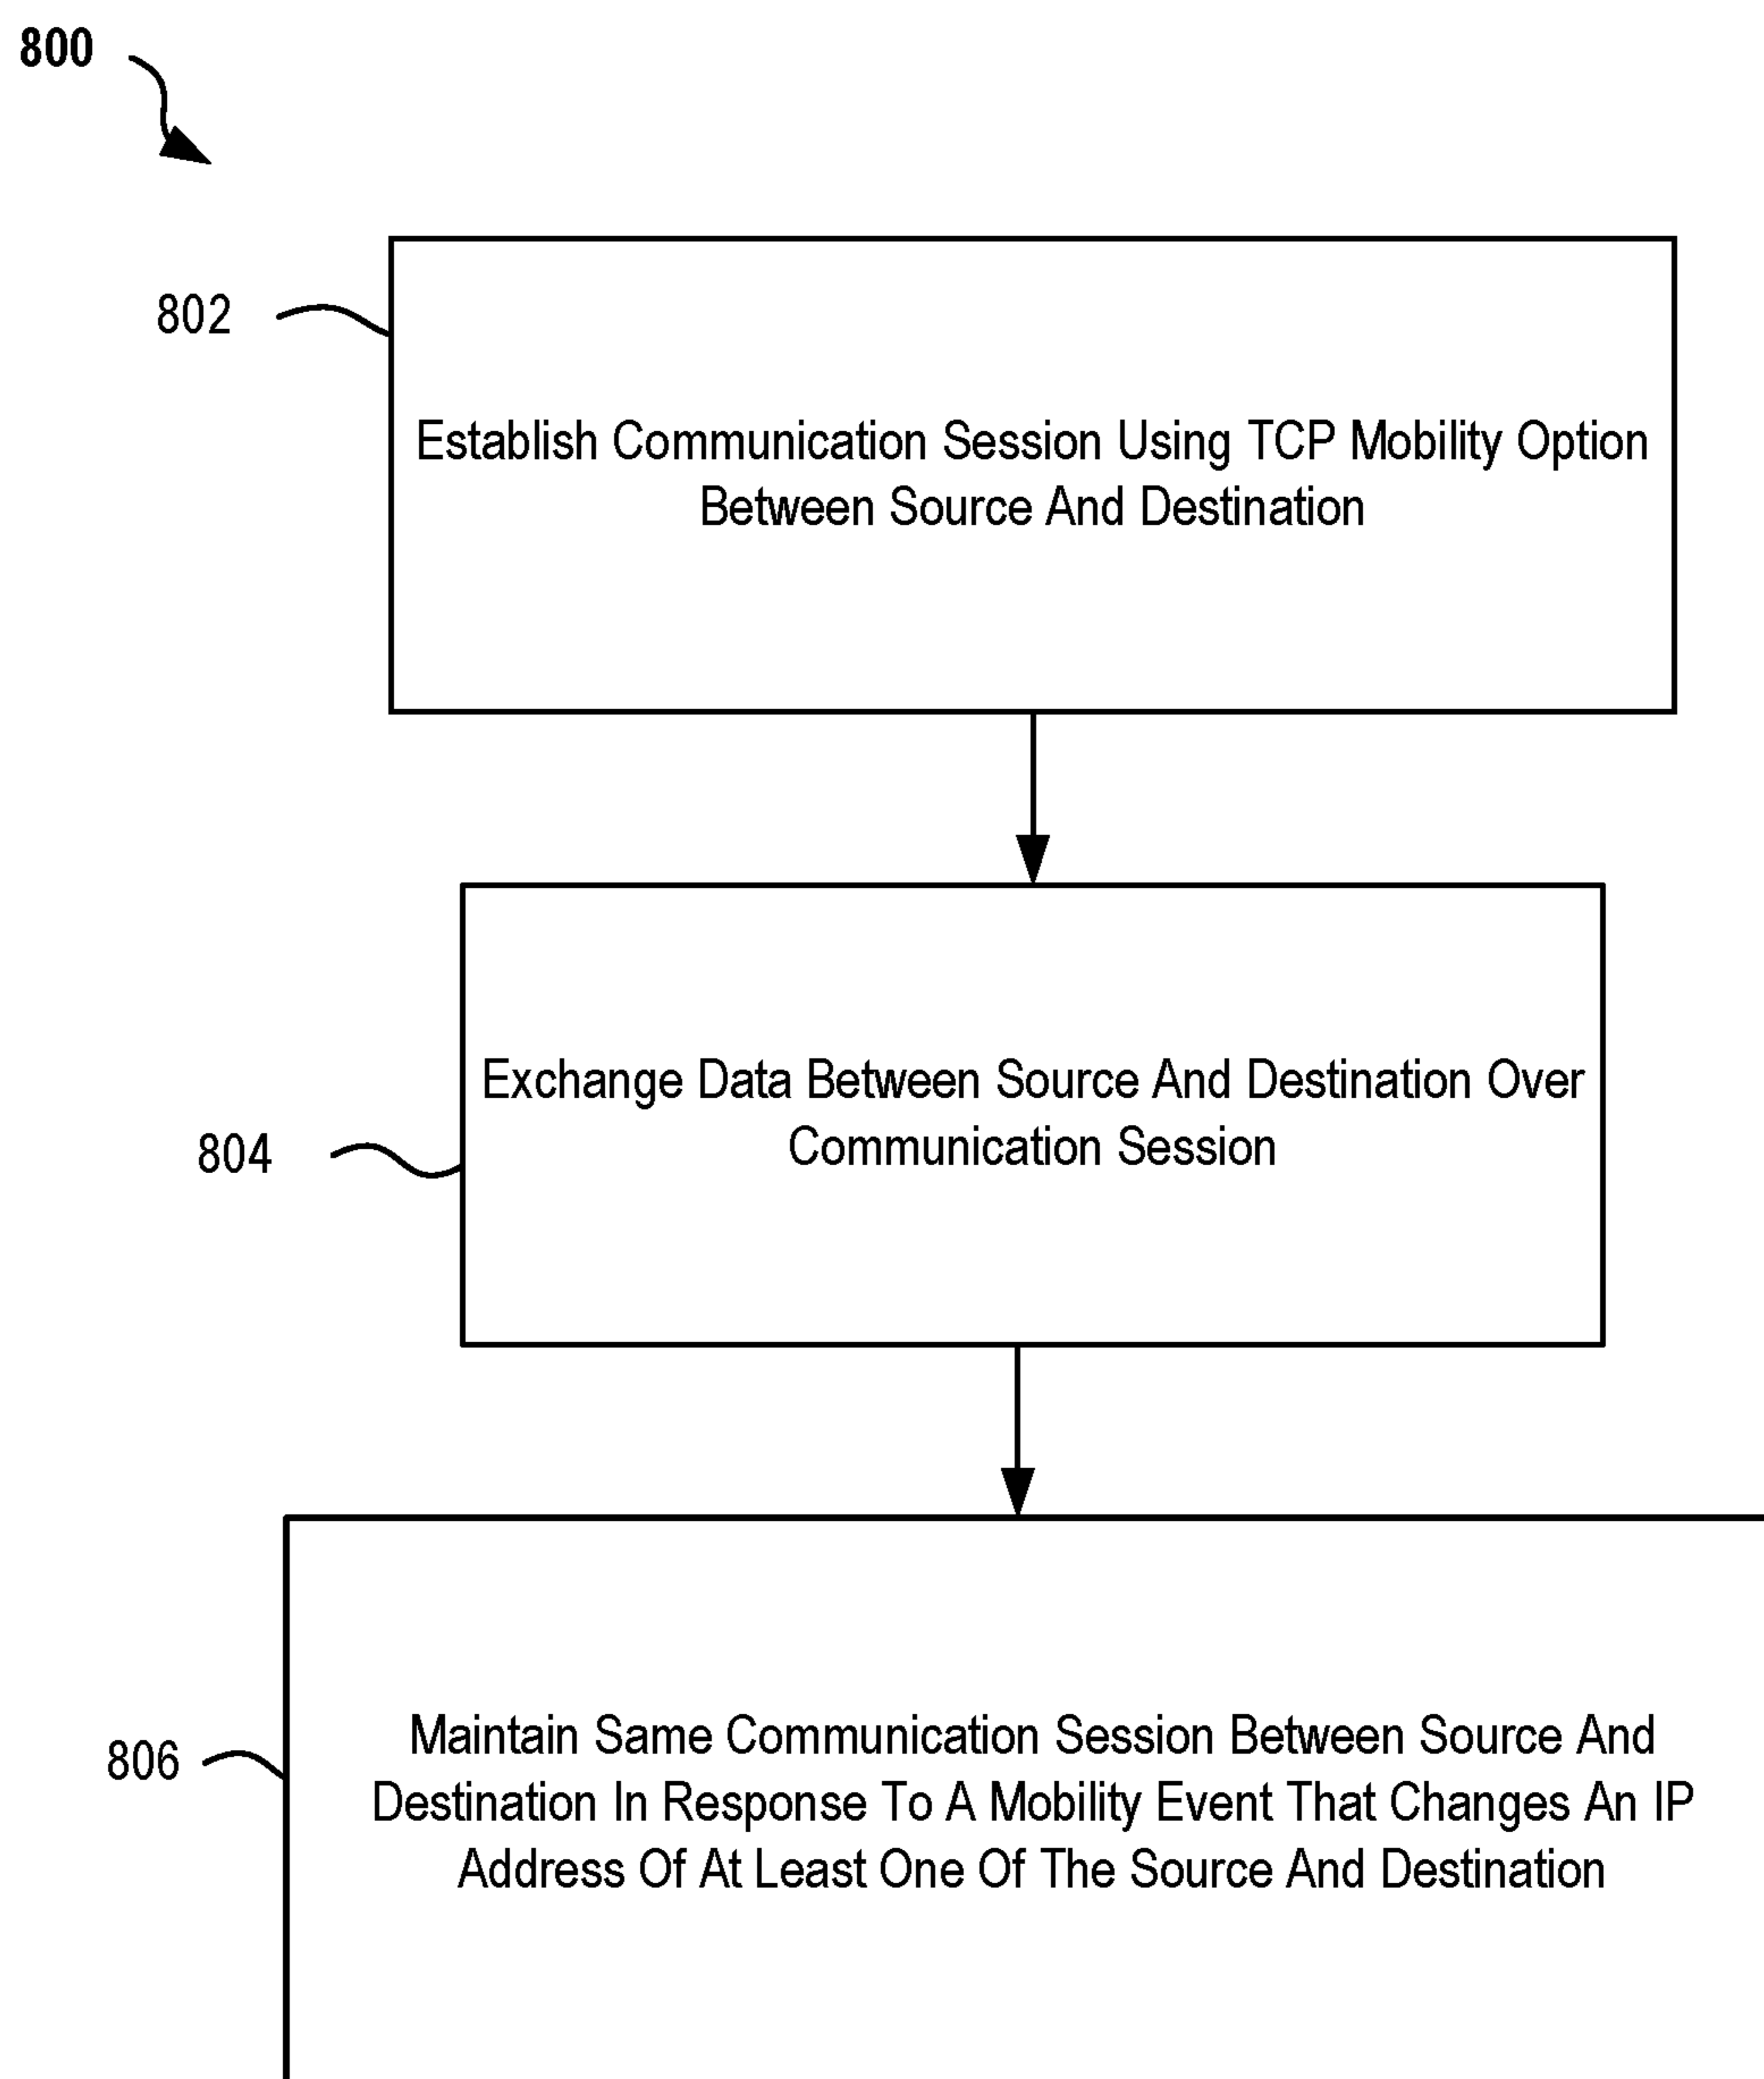 800
802
Establish Communication Session Using TCP Mobility Option
Between Source And Destination
Exchange Data Between Source And Destination Over
Communication Session
804
Maintain Same Communication Session Between Source And
806
Destination In Response To A Mobility Event That Changes An IP
Address Of At Least One Of The Source And Destination